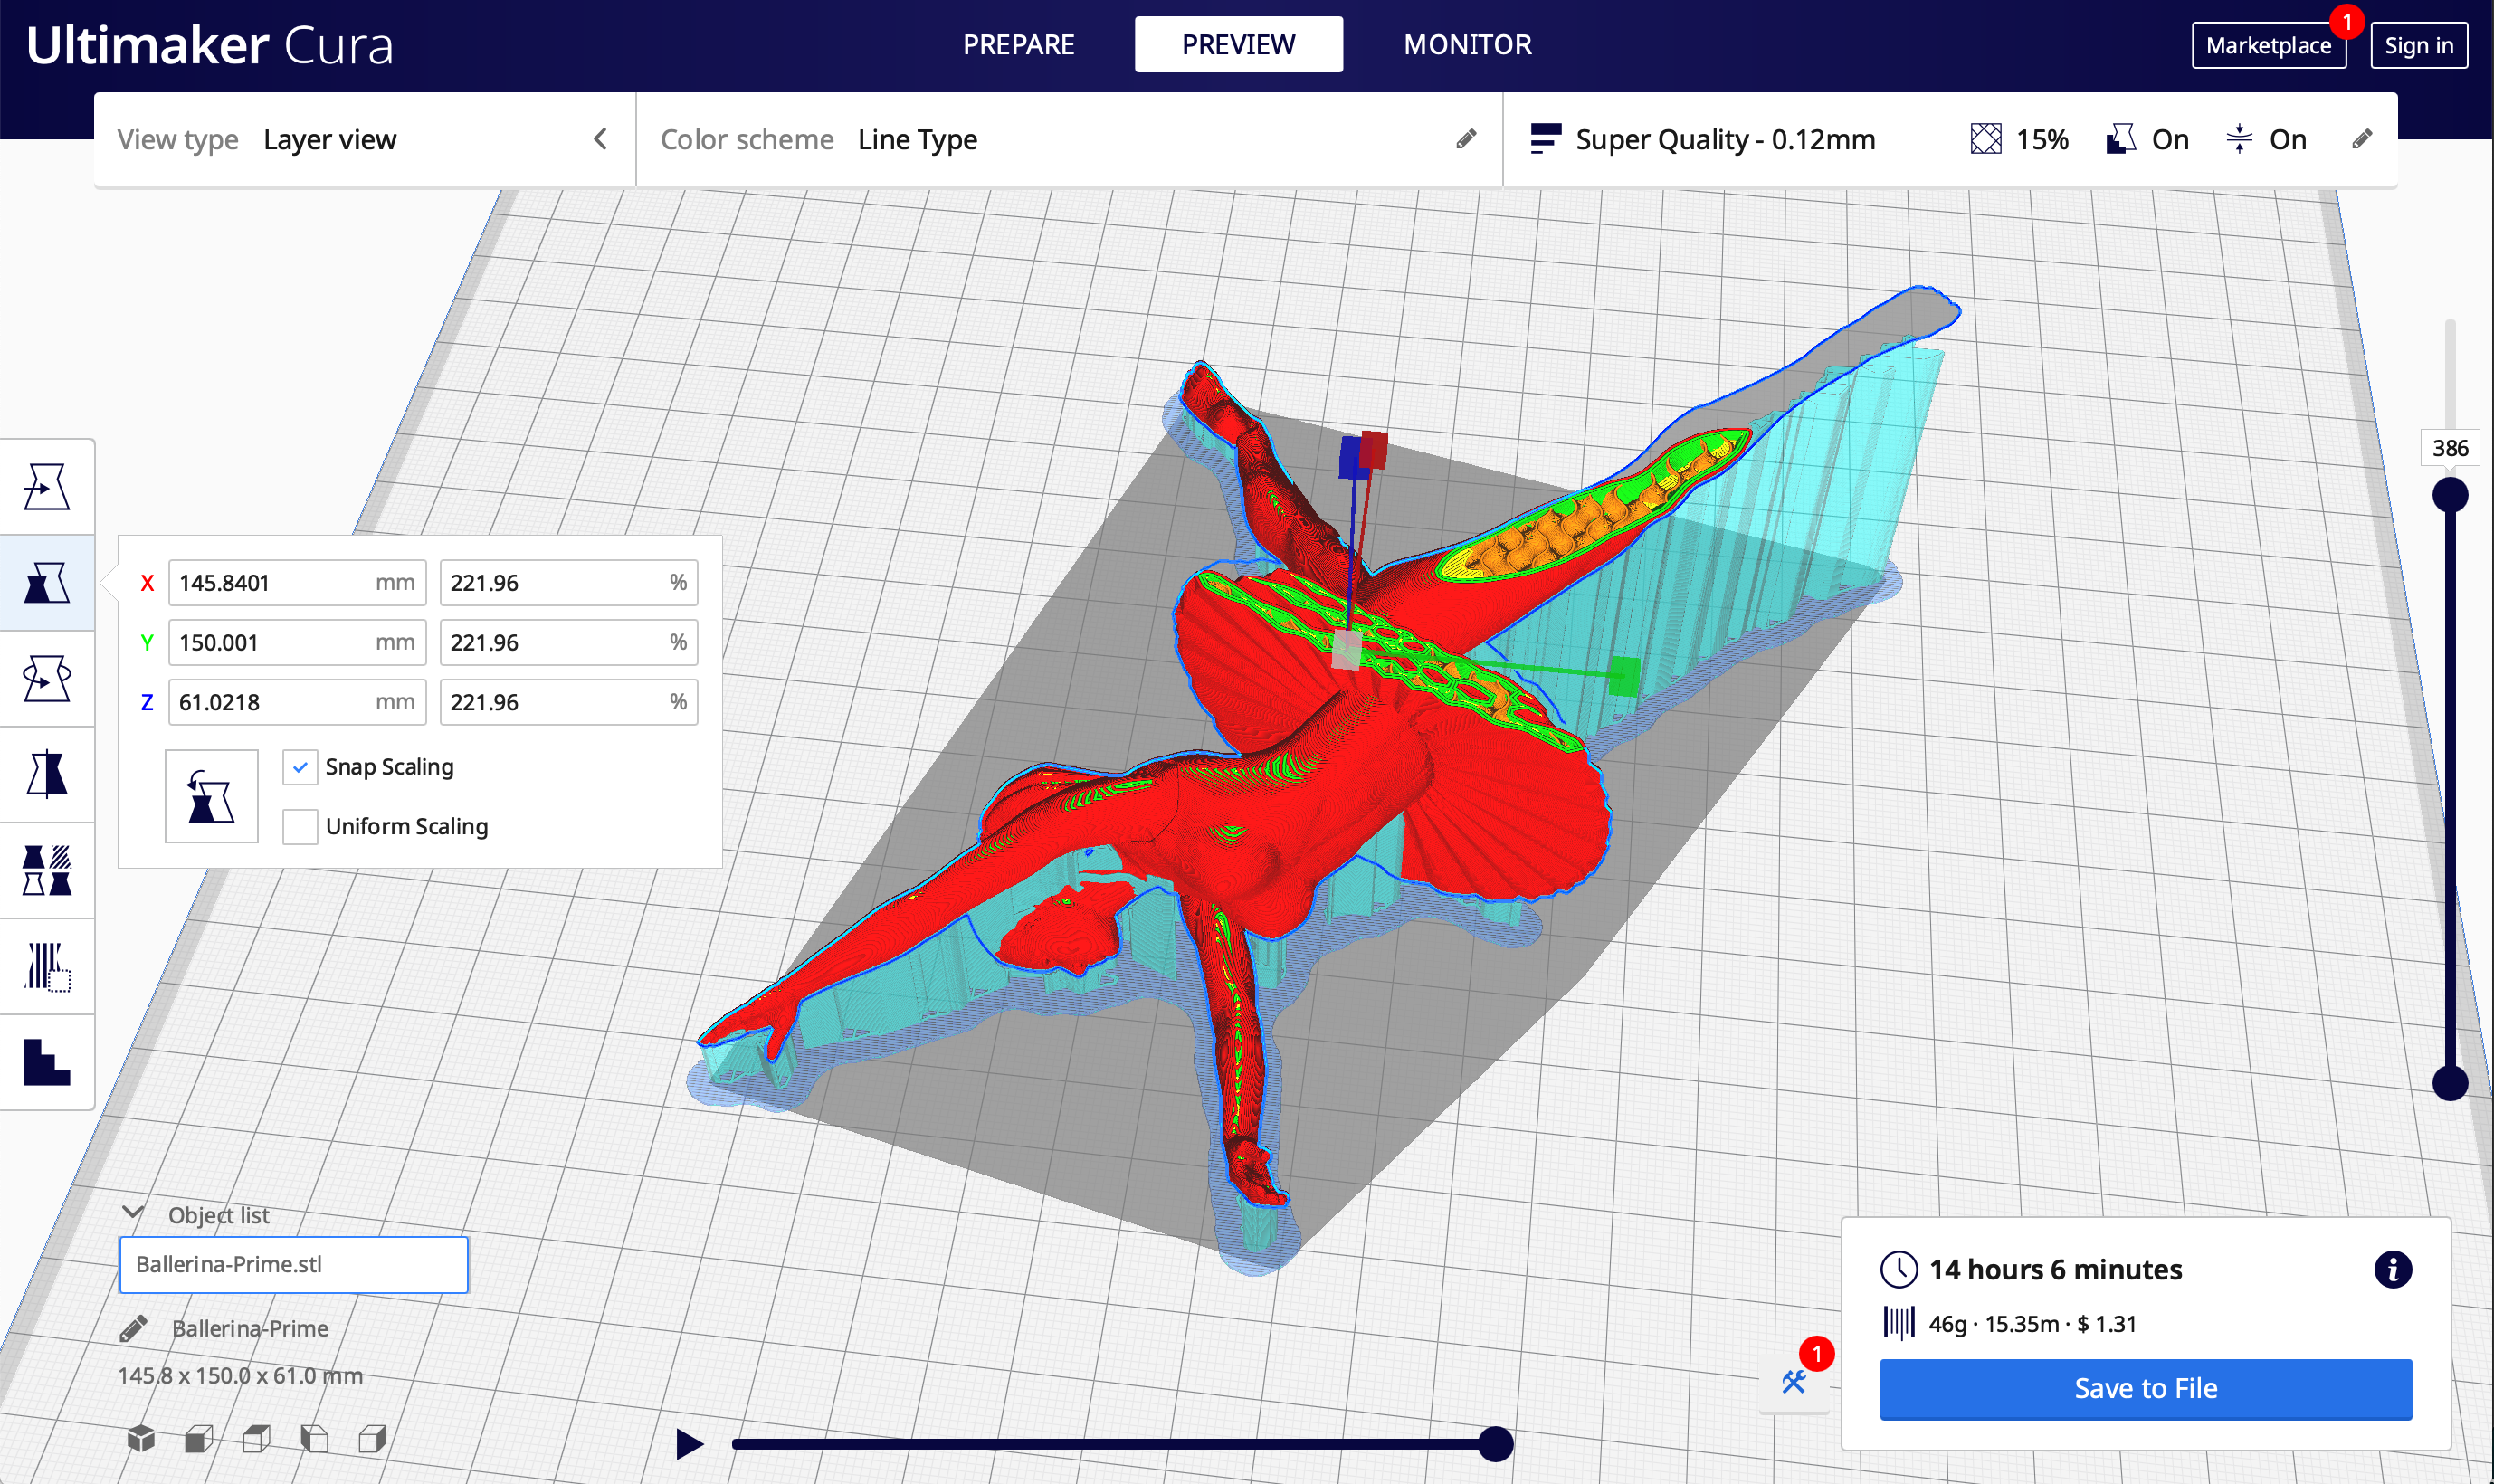 Ultimaker Cura
PREPARE
PREVIEW
MONITOR
Marketplace
1
Sign in
View type Layer view
Color scheme Line Type
Super Quality - 0.12mm
15%
On
On
386
X 145.8401 mm 221.96 %
Y 150.001 mm 221.96 %
Z 61.0218 mm 221.96 %
Snap Scaling
Uniform Scaling
Object list
Ballerina-Prime.stl
Ballerina-Prime
145.8 x 150.0 x 61.0 mm
1
14 hours 6 minutes
i
46g · 15.35m · $ 1.31
Save to File